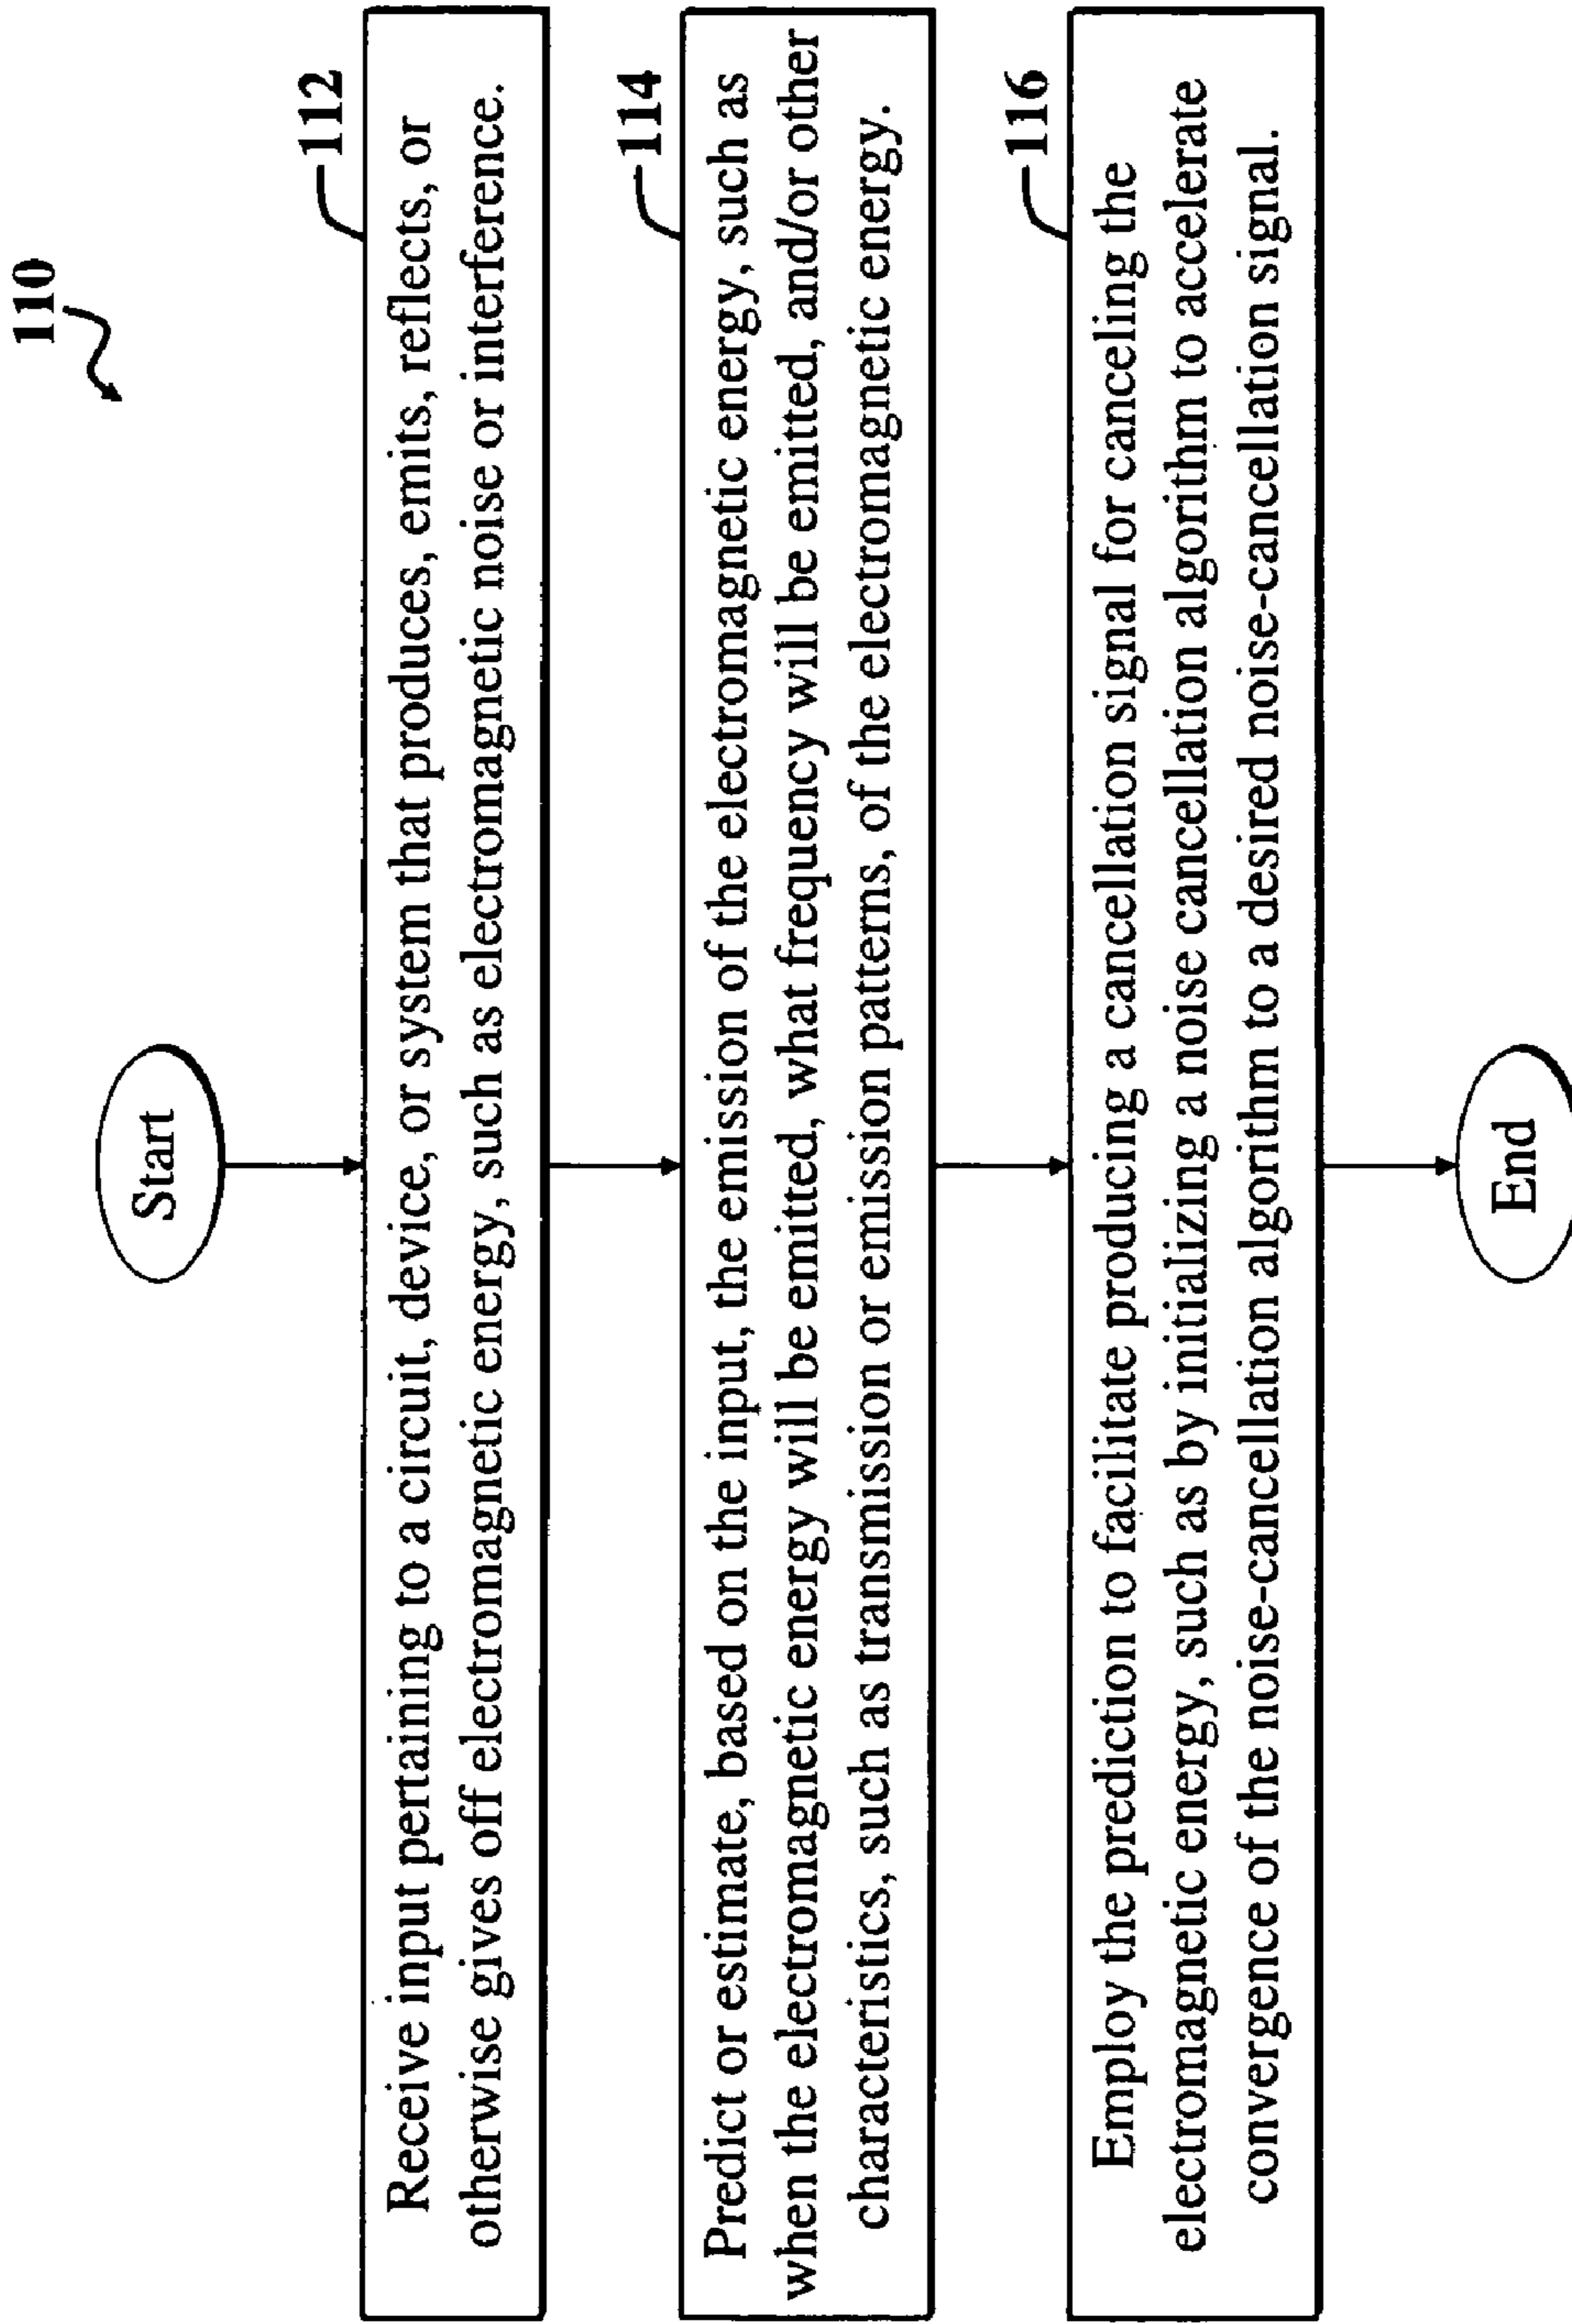 110
Start
112
Receive input pertaining to a circuit, device, or system that produces, emits, reflects, or
otherwise gives off electromagnetic energy, such as electromagnetic noise or interference.
114
Predict or estimate, based on the input, the emission of the electromagnetic energy, such as
when the electromagnetic energy will be emitted, what frequency will be emitted, and/or other
characteristics, such as transmission or emission patterns, of the electromagnetic energy.
116
Employ the prediction to facilitate producing a cancellation signal for canceling the
electromagnetic energy, such as by initializing a noise cancellation algorithm to accelerate
convergence of the noise-cancellation algorithm to a desired noise-cancellation signal.
End